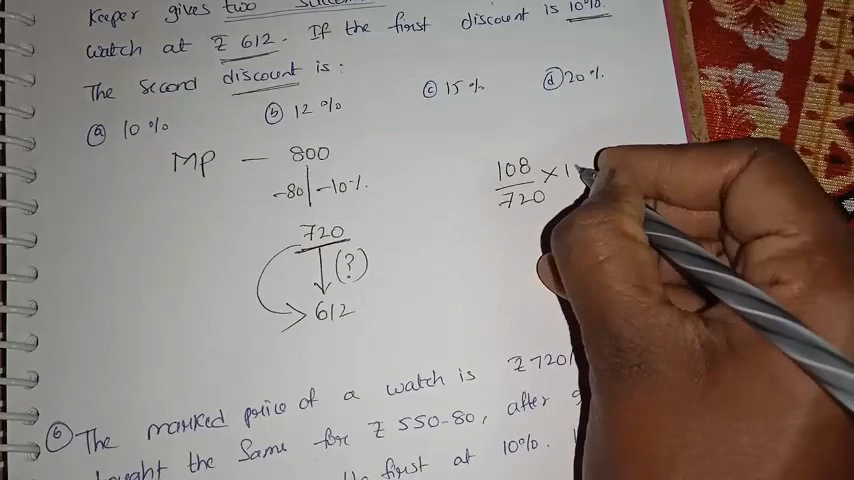 Keeper gives two
watch at ₹ 612. If the first discount is 10%.
The second discount is:
(a) 10% (b) 12% (c) 15% (d) 20%.
MP — 800
-80 -10%.
720
(?)
612
108/720 × 1
(6) The marked price of a watch is ₹ 720/
bought the same for ₹ 550-80, after
first at 10%.